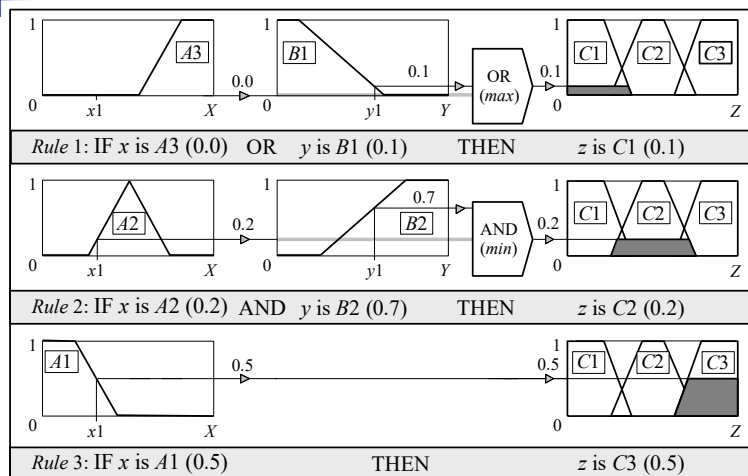 1 1 1
A3 B1 C1 C2 C3
0.0 0.1 OR (max) 0.1
0 x1 X 0 y1 Y 0 Z
Rule 1: IF x is A3 (0.0) OR y is B1 (0.1) THEN z is C1 (0.1)
1 1 1
A2 0.7 B2 C1 C2 C3
0.2 AND (min) 0.2
0 x1 X 0 y1 Y 0 Z
Rule 2: IF x is A2 (0.2) AND y is B2 (0.7) THEN z is C2 (0.2)
1 1
A1 0.5 0.5 C1 C2 C3
0 x1 X 0 Z
Rule 3: IF x is A1 (0.5) THEN z is C3 (0.5)